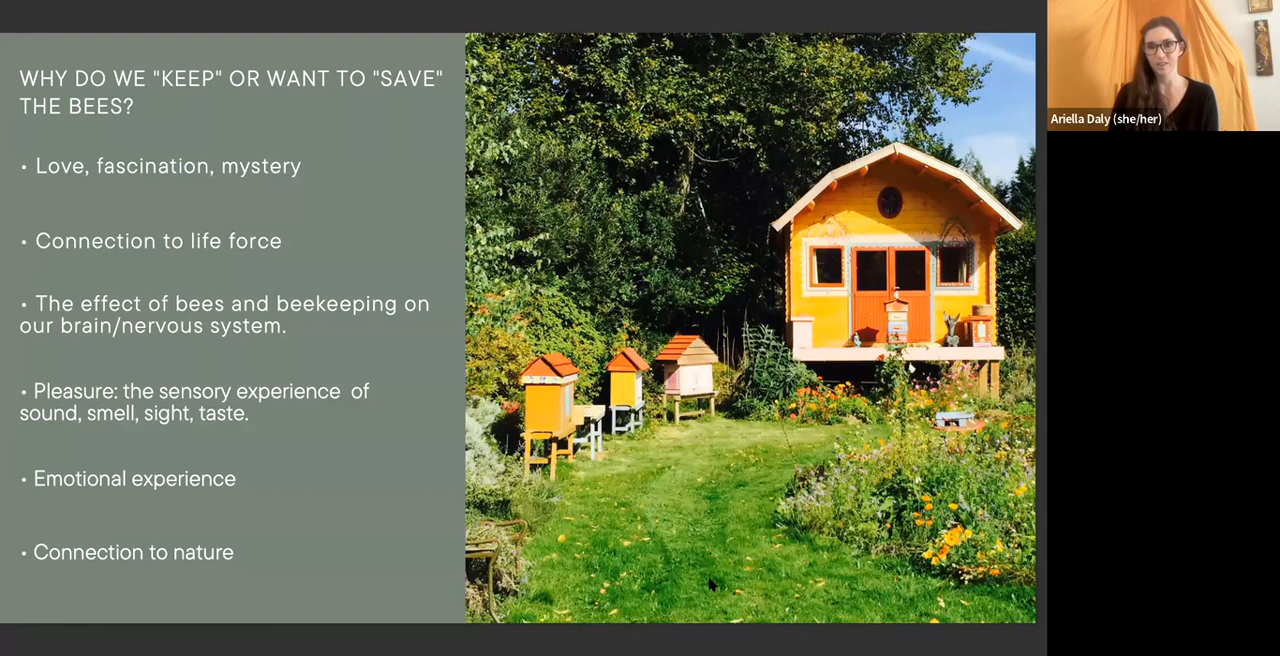 WHY DO WE "KEEP" OR WANT TO "SAVE"
THE BEES?
• Love, fascination, mystery
• Connection to life force
• The effect of bees and beekeeping on
our brain/nervous system.
• Pleasure: the sensory experience of
sound, smell, sight, taste.
• Emotional experience
• Connection to nature
Ariella Daly (she/her)